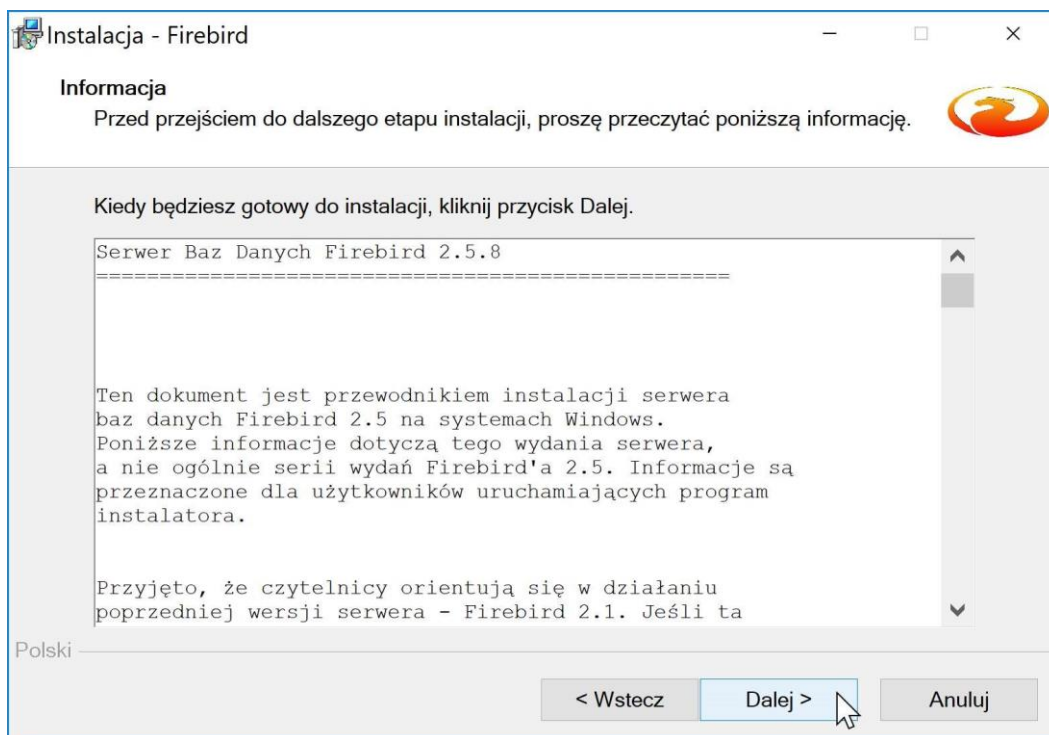 Instalacja - Firebird
Informacja
Przed przejściem do dalszego etapu instalacji, proszę przeczytać poniższą informację.
Kiedy będziesz gotowy do instalacji, kliknij przycisk Dalej.
Serwer Baz Danych Firebird 2.5.8
==================================================
Ten dokument jest przewodnikiem instalacji serwera
baz danych Firebird 2.5 na systemach Windows.
Poniższe informacje dotyczą tego wydania serwera,
a nie ogólnie serii wydań Firebird'a 2.5. Informacje są
przeznaczone dla użytkowników uruchamiających program
instalatora.
Przyjęto, że czytelnicy orientują się w działaniu
poprzedniej wersji serwera - Firebird 2.1. Jeśli ta
Polski
< Wstecz
Dalej >
Anuluj